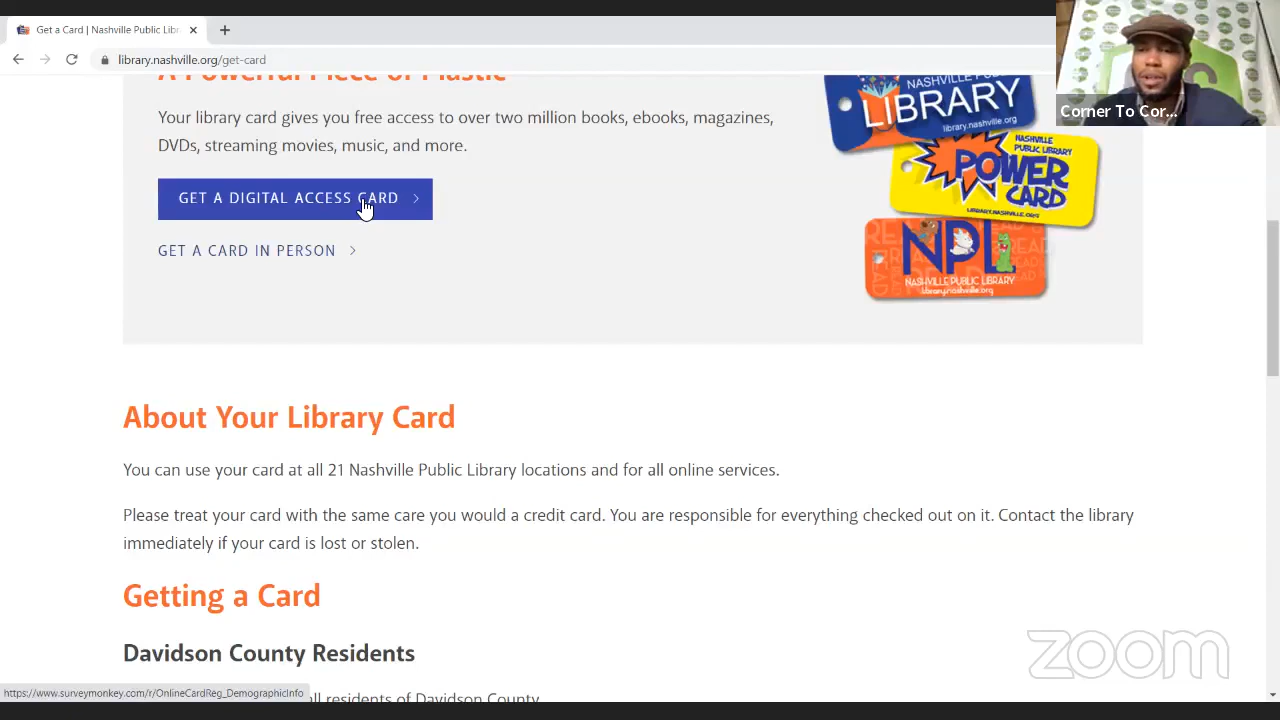 Get a Card | Nashville Public Libr
library.nashville.org/get-card
Corner To Cor...
A Powerful Piece of Plastic
Your library card gives you free access to over two million books, ebooks, magazines,
DVDs, streaming movies, music, and more.
GET A DIGITAL ACCESS CARD
GET A CARD IN PERSON
NASHVILLE PUBLIC
LIBRARY
library.nashville.org
NASHVILLE
PUBLIC LIBRARY
POWER
CARD
LIBRARY.NASHVILLE.ORG
READ
NPL
NASHVILLE PUBLIC LIBRARY
library.nashville.org
About Your Library Card
You can use your card at all 21 Nashville Public Library locations and for all online services.
Please treat your card with the same care you would a credit card. You are responsible for everything checked out on it. Contact the library
immediately if your card is lost or stolen.
Getting a Card
Davidson County Residents
all residents of Davidson County
https://www.surveymonkey.com/r/OnlineCardReg_DemographicInfo
zoom